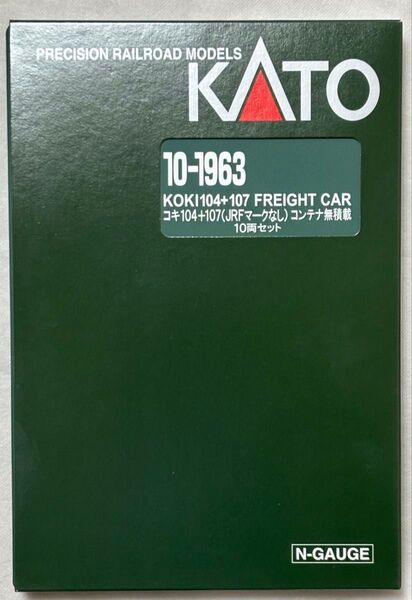 PRECISION RAILROAD MODELS
KATO
10-1963
KOKI104+107 FREIGHT CAR
コキ104+107(JRFマークなし)コンテナ無積載
10両セット
N-GAUGE